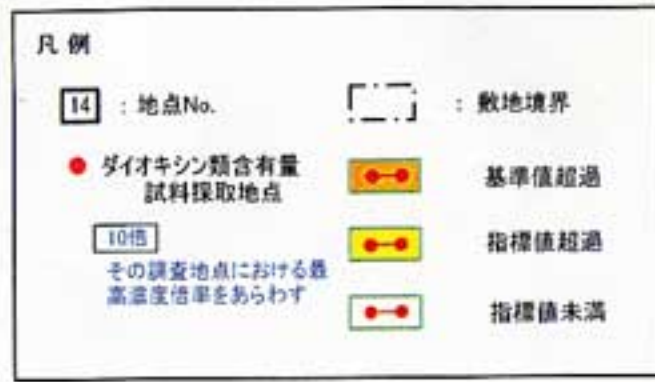 凡例
14 : 地点No.
: 敷地境界
ダイオキシン類含有量
試料採取地点
基準値超過
10倍
その調査地点における最
高濃度倍率をあらわす
指標値超過
指標値未満